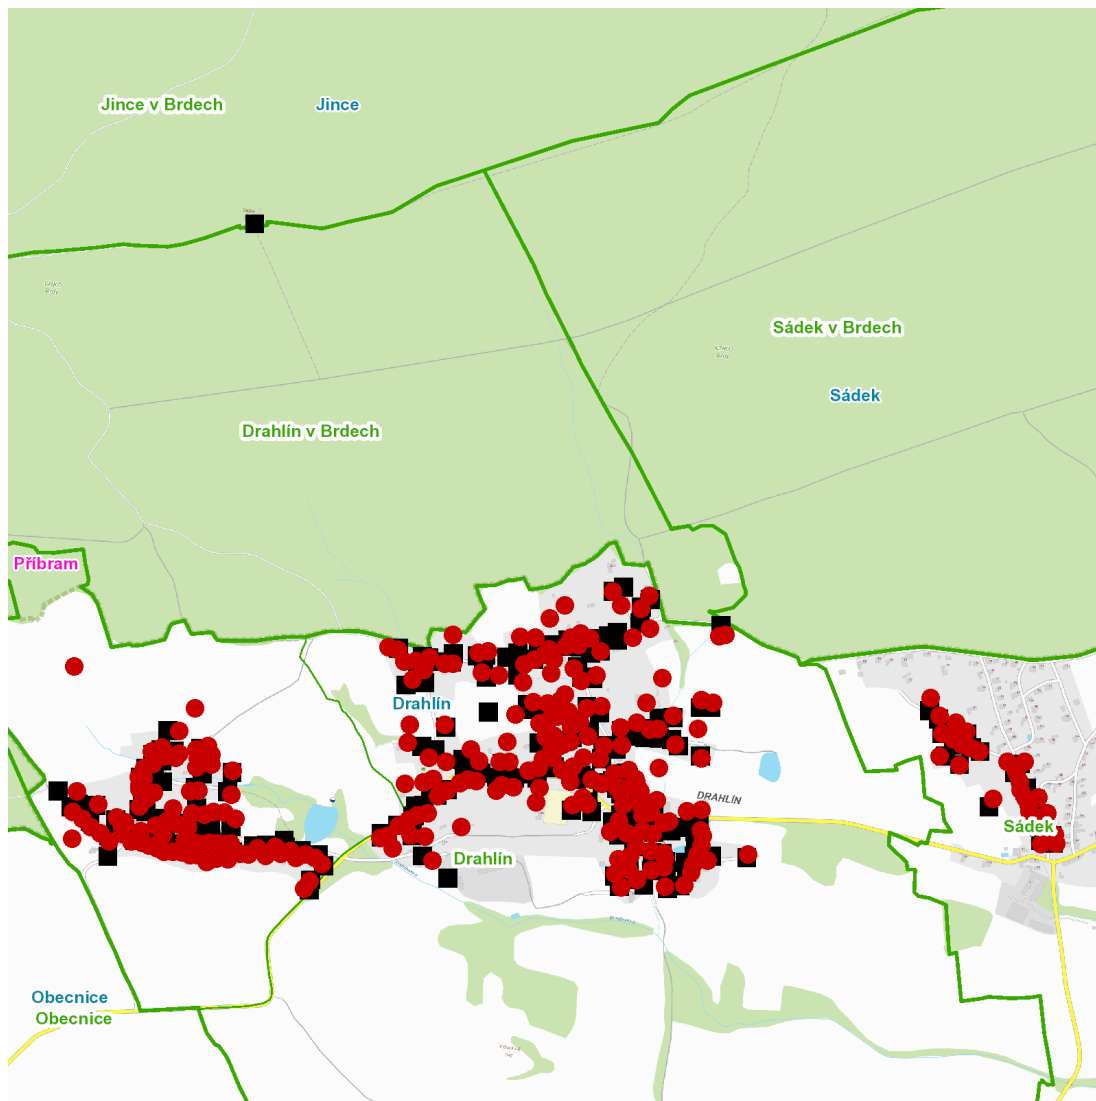 Jince v Brdech
Jince
Sádek v Brdech
Sádek
Drahlín v Brdech
Příbram
Drahlín
DRAHLÍN
Sádek
Drahlín
Obecnice
Obecnice